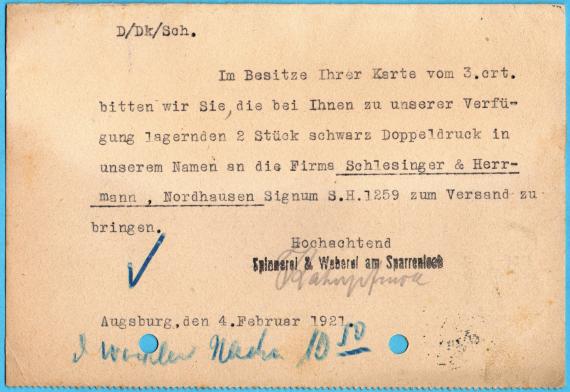 D/Dk/Sch.
Im Besitze Ihrer Karte vom 3.crt.
bitten wir Sie,die bei Ihnen zu unserer Verfü-
gung lagernden 2 Stück schwarz Doppeldruck in
unserem Namen an die Firma Schlesinger & Herr-
mann , Nordhausen Signum S.H.1259 zum Versand zu
bringen.
Hochachtend
Spinnerei & Weberei am Sparrenlech
Augsburg,den 4.Februar 1921.